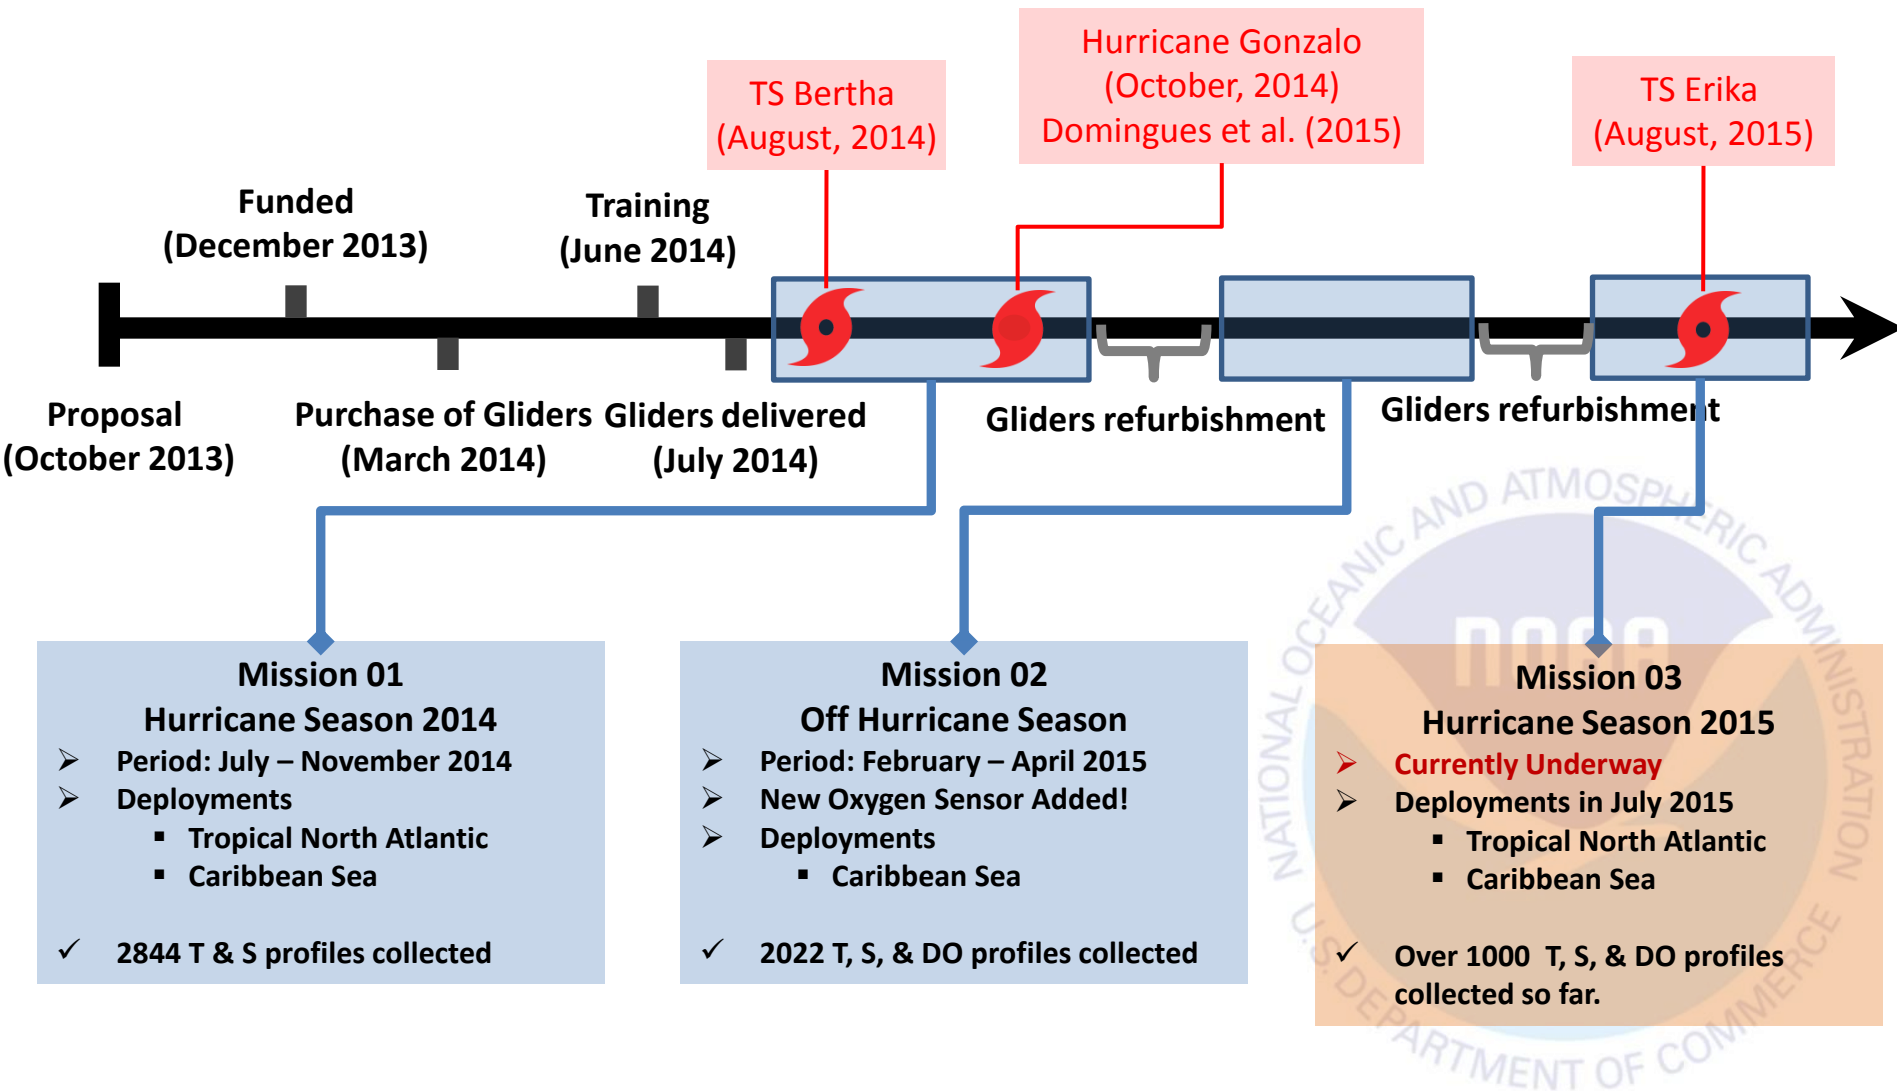 Hurricane Gonzalo
(October, 2014)
Domingues et al. (2015)
TS Bertha
(August, 2014)
TS Erika
(August, 2015)
Funded
(December 2013)
Training
(June 2014)
Proposal
(October 2013)
Purchase of Gliders
(March 2014)
Gliders delivered
(July 2014)
Gliders refurbishment
Gliders refurbishment
Mission 01
Hurricane Season 2014
➢ Period: July – November 2014
➢ Deployments
▪ Tropical North Atlantic
▪ Caribbean Sea
✓ 2844 T & S profiles collected
Mission 02
Off Hurricane Season
➢ Period: February – April 2015
➢ New Oxygen Sensor Added!
➢ Deployments
▪ Caribbean Sea
✓ 2022 T, S, & DO profiles collected
Mission 03
Hurricane Season 2015
➢ Currently Underway
➢ Deployments in July 2015
▪ Tropical North Atlantic
▪ Caribbean Sea
✓ Over 1000 T, S, & DO profiles
collected so far.
NATIONAL OCEANIC AND ATMOSPHERIC ADMINISTRATION
noaa
U.S. DEPARTMENT OF COMMERCE